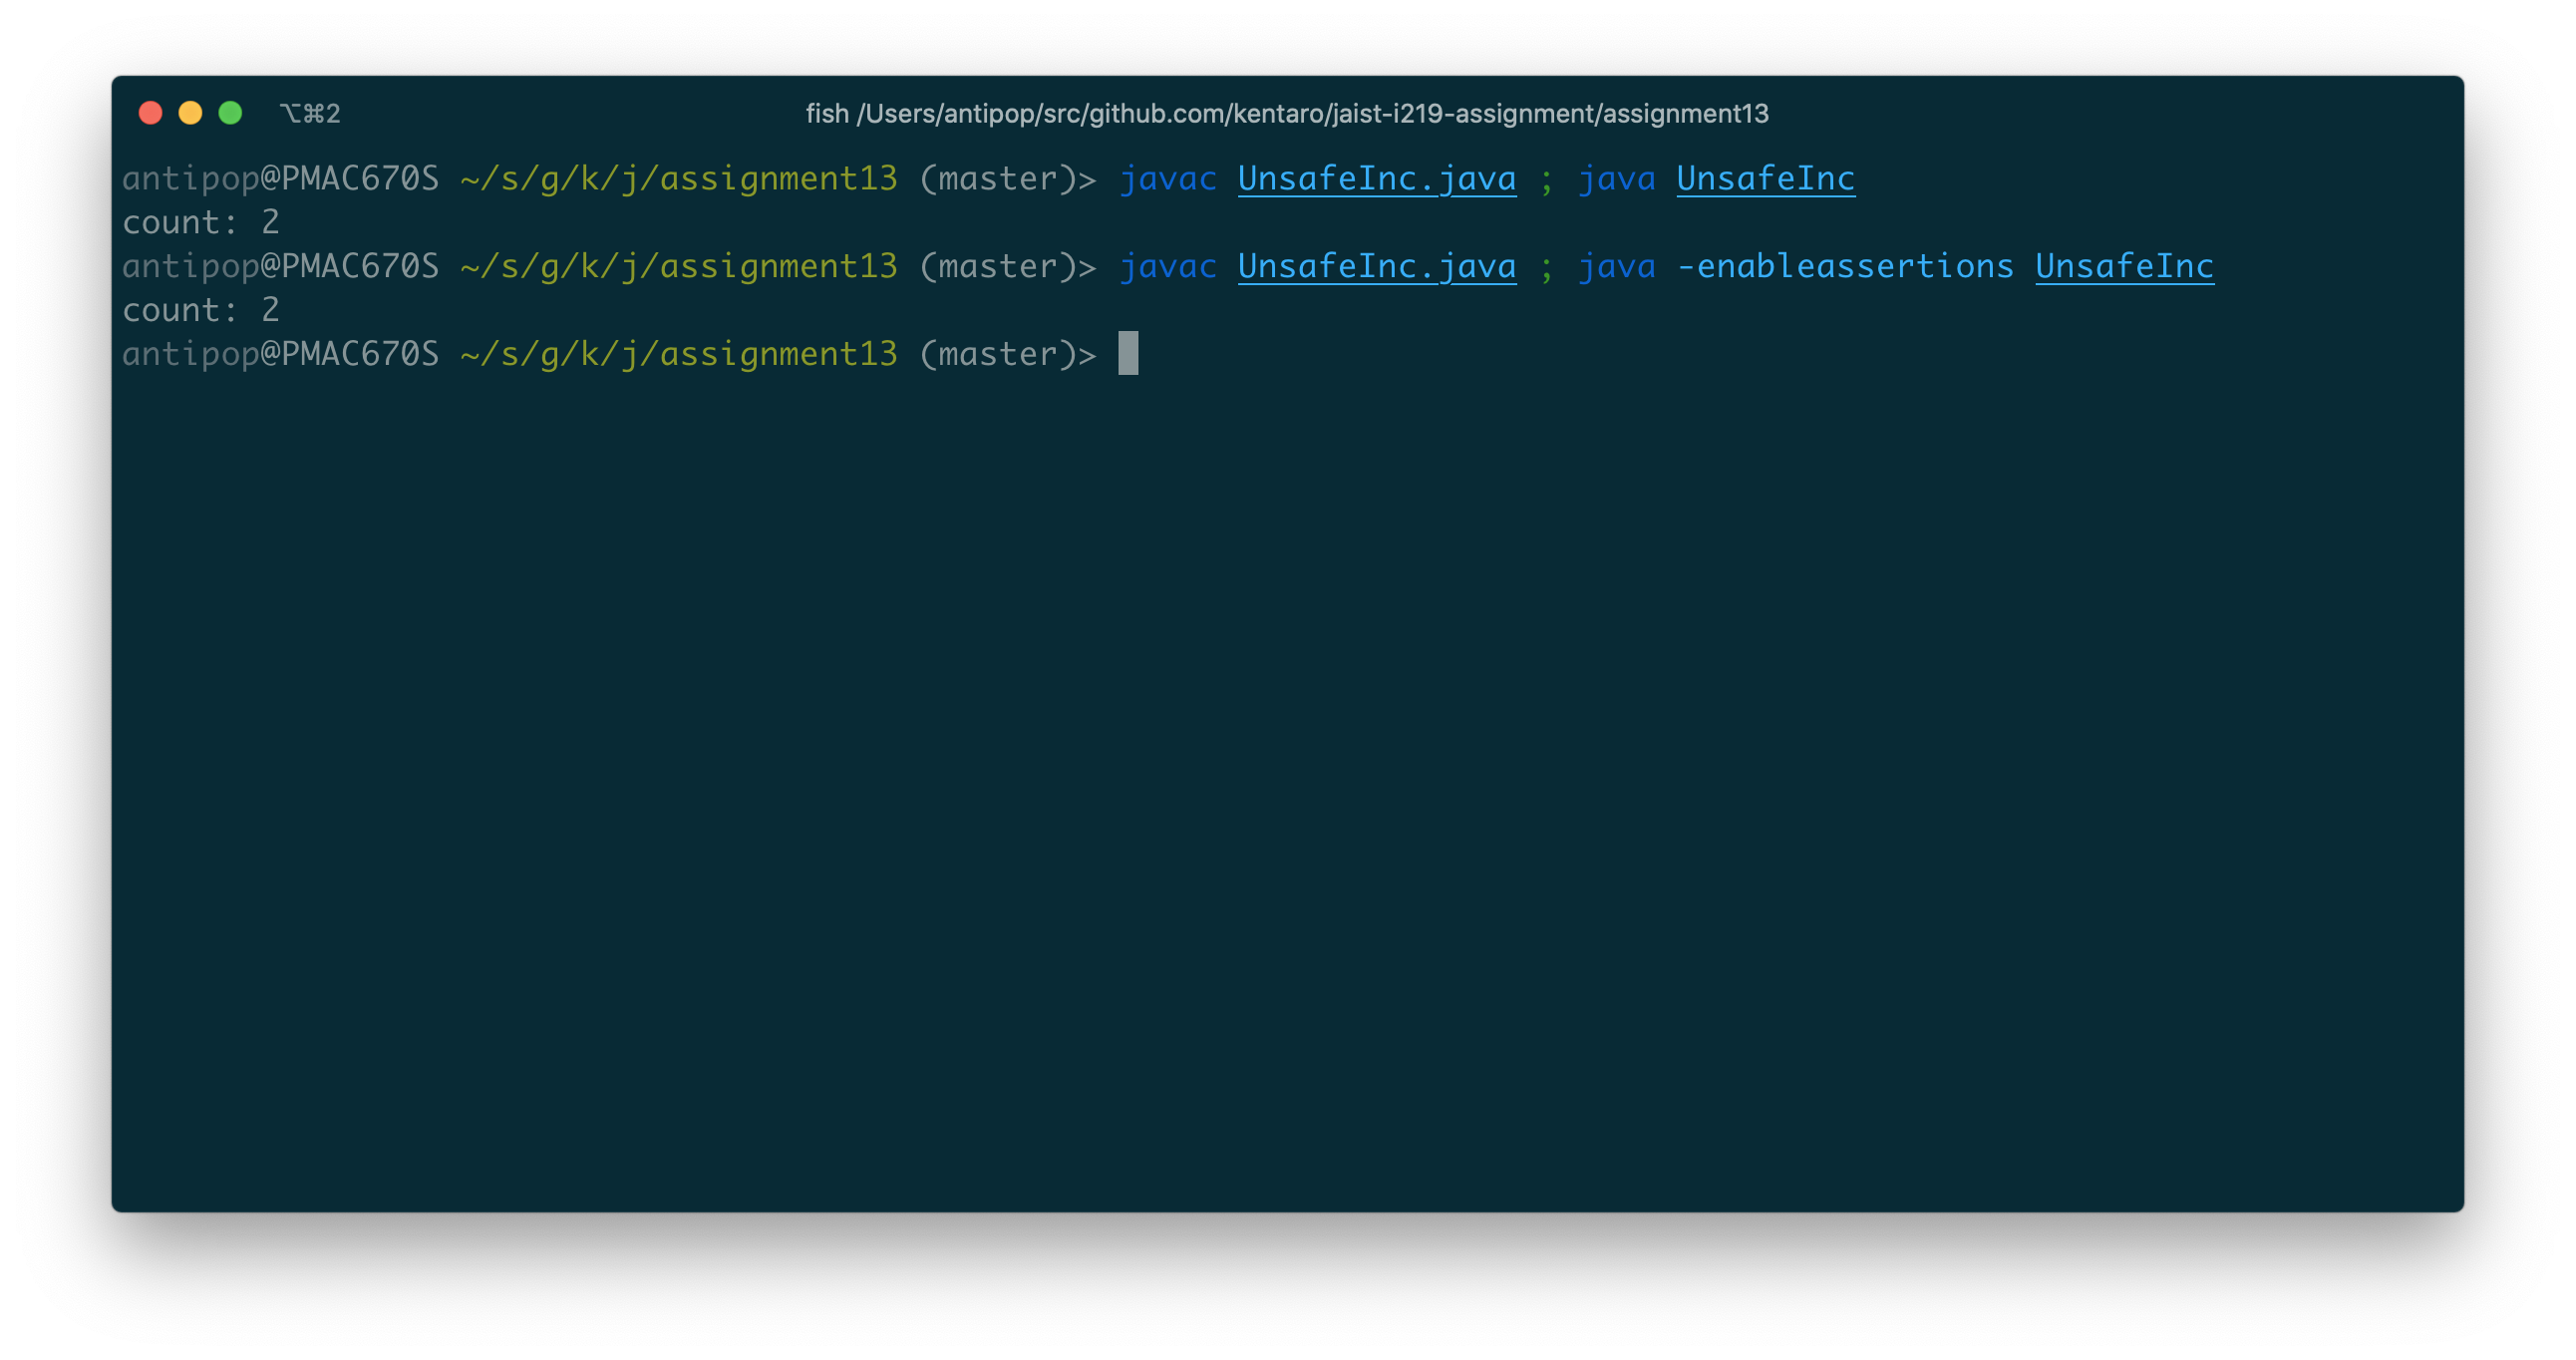 ⌥⌘2
fish /Users/antipop/src/github.com/kentaro/jaist-i219-assignment/assignment13
antipop@PMAC670S ~/s/g/k/j/assignment13 (master)> javac UnsafeInc.java ; java UnsafeInc
count: 2
antipop@PMAC670S ~/s/g/k/j/assignment13 (master)> javac UnsafeInc.java ; java -enableassertions UnsafeInc
count: 2
antipop@PMAC670S ~/s/g/k/j/assignment13 (master)>